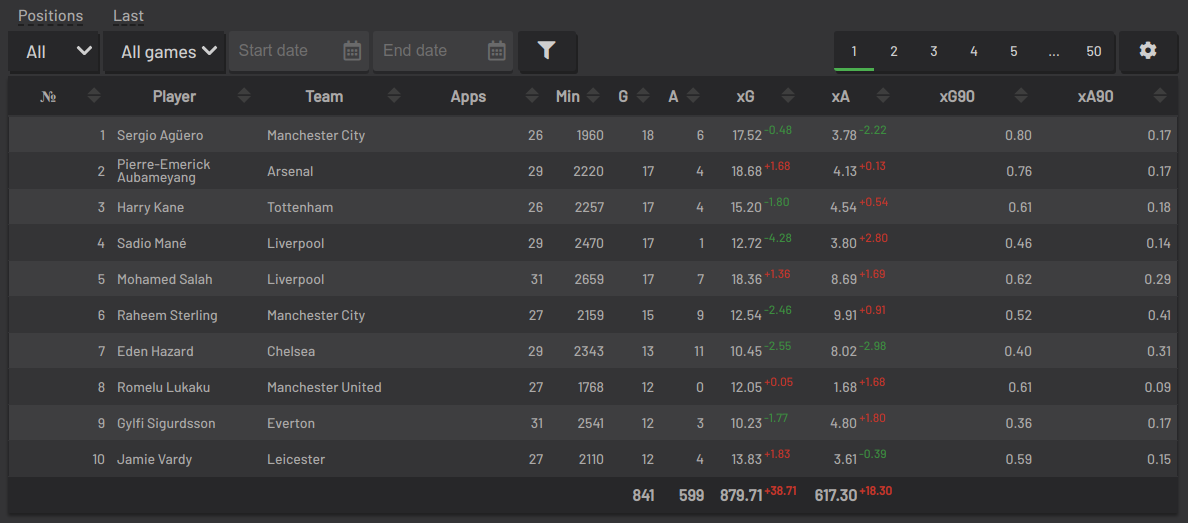 Positions Last
All All games Start date End date 1 2 3 4 5 ... 50
№ Player Team Apps Min G A xG xA xG90 xA90
1 Sergio Agüero Manchester City 26 1960 18 6 17.52 -0.48 3.78 -2.22 0.80 0.17
2 Pierre-Emerick
Aubameyang Arsenal 29 2220 17 4 18.68 +1.68 4.13 +0.13 0.76 0.17
3 Harry Kane Tottenham 26 2257 17 4 15.20 -1.80 4.54 +0.54 0.61 0.18
4 Sadio Mané Liverpool 29 2470 17 1 12.72 -4.28 3.80 +2.80 0.46 0.14
5 Mohamed Salah Liverpool 31 2659 17 7 18.36 +1.36 8.69 +1.69 0.62 0.29
6 Raheem Sterling Manchester City 27 2159 15 9 12.54 -2.46 9.91 +0.91 0.52 0.41
7 Eden Hazard Chelsea 29 2343 13 11 10.45 -2.55 8.02 -2.98 0.40 0.31
8 Romelu Lukaku Manchester United 27 1768 12 0 12.05 +0.05 1.68 +1.68 0.61 0.09
9 Gylfi Sigurdsson Everton 31 2541 12 3 10.23 -1.77 4.80 +1.80 0.36 0.17
10 Jamie Vardy Leicester 27 2110 12 4 13.83 +1.83 3.61 -0.39 0.59 0.15
841 599 879.71 +38.71 617.30 +18.30